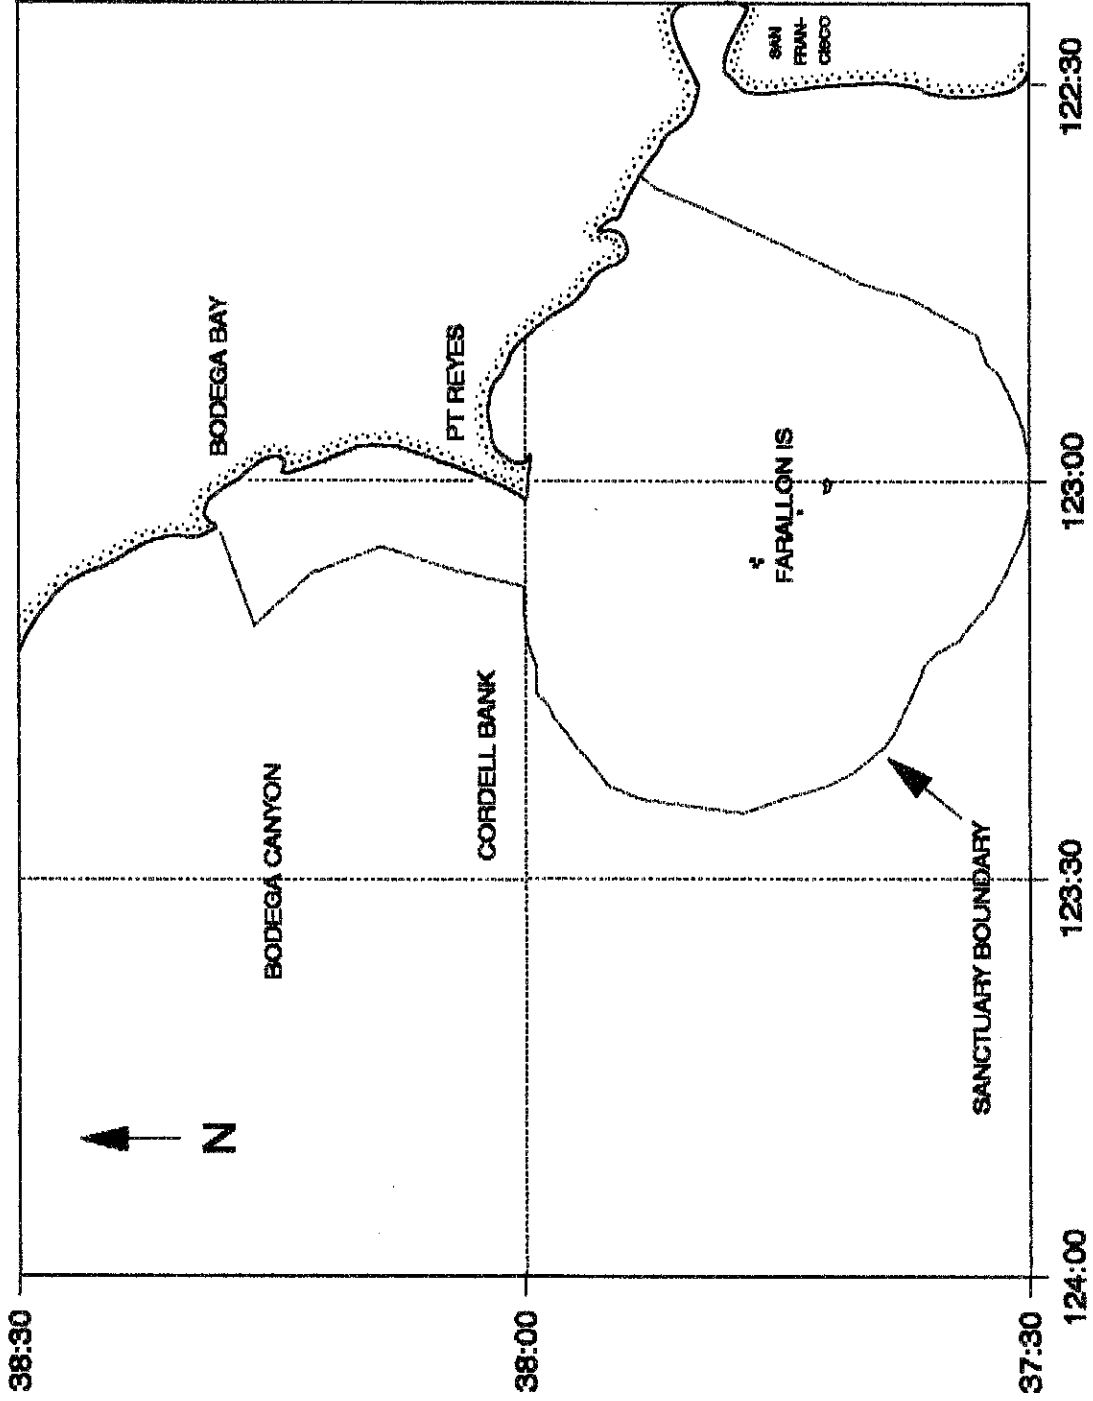 38:30
38:00
37:30
124:00
123:30
123:00
122:30
N
BODEGA CANYON
BODEGA BAY
CORDELL BANK
PT REYES
SAN
FRAN-
CISCO
FARALLON IS
SANCTUARY BOUNDARY